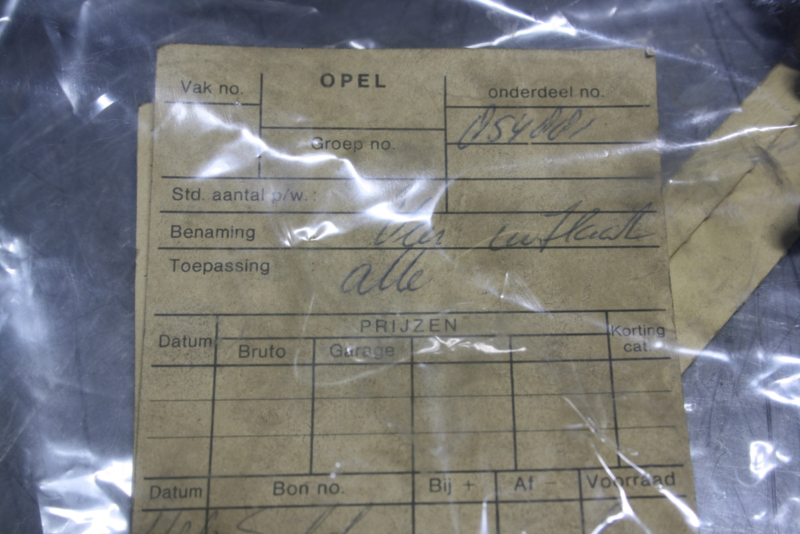 Vak no.
OPEL
onderdeel no.
Groep no.
Std. aantal p/w.:
Benaming
Toepassing alle
PRIJZEN
Datum Bruto Garage Korting cat.
Datum Bon no. Bij + Af - Voorraad